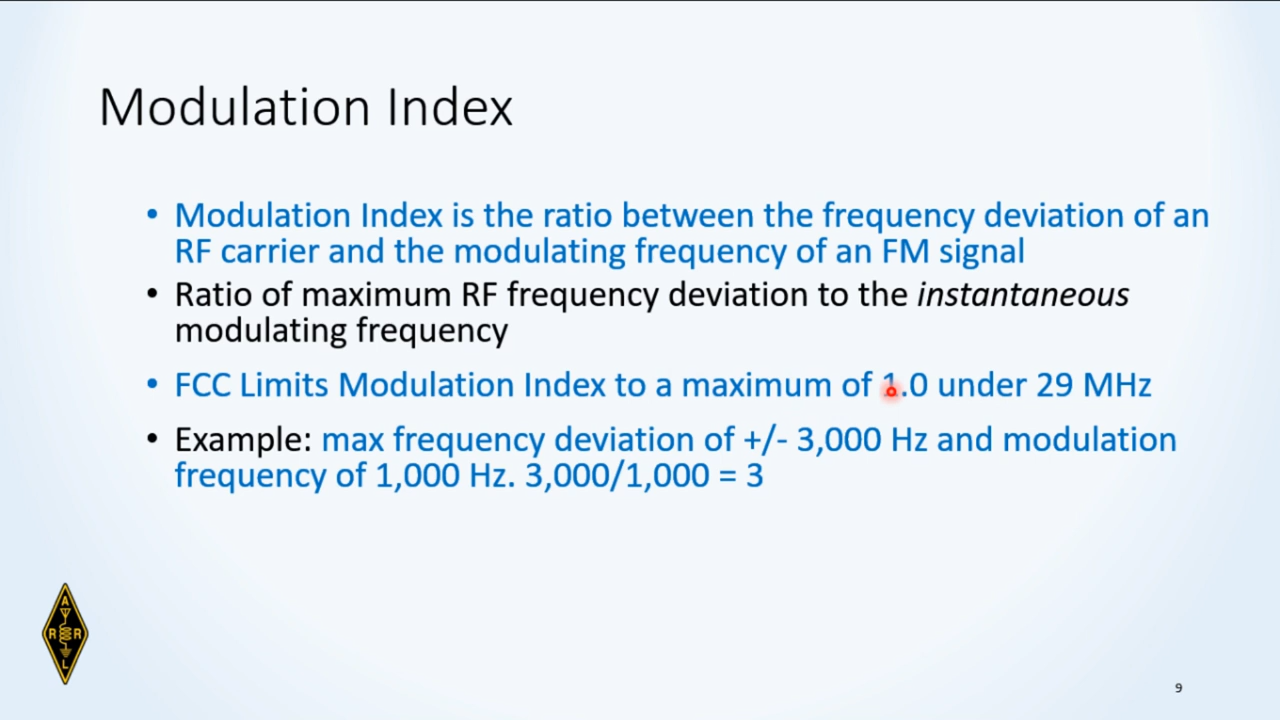 Modulation Index
• Modulation Index is the ratio between the frequency deviation of an
RF carrier and the modulating frequency of an FM signal
• Ratio of maximum RF frequency deviation to the instantaneous
modulating frequency
• FCC Limits Modulation Index to a maximum of 1.0 under 29 MHz
• Example: max frequency deviation of +/- 3,000 Hz and modulation
frequency of 1,000 Hz. 3,000/1,000 = 3
A
R R
L
9